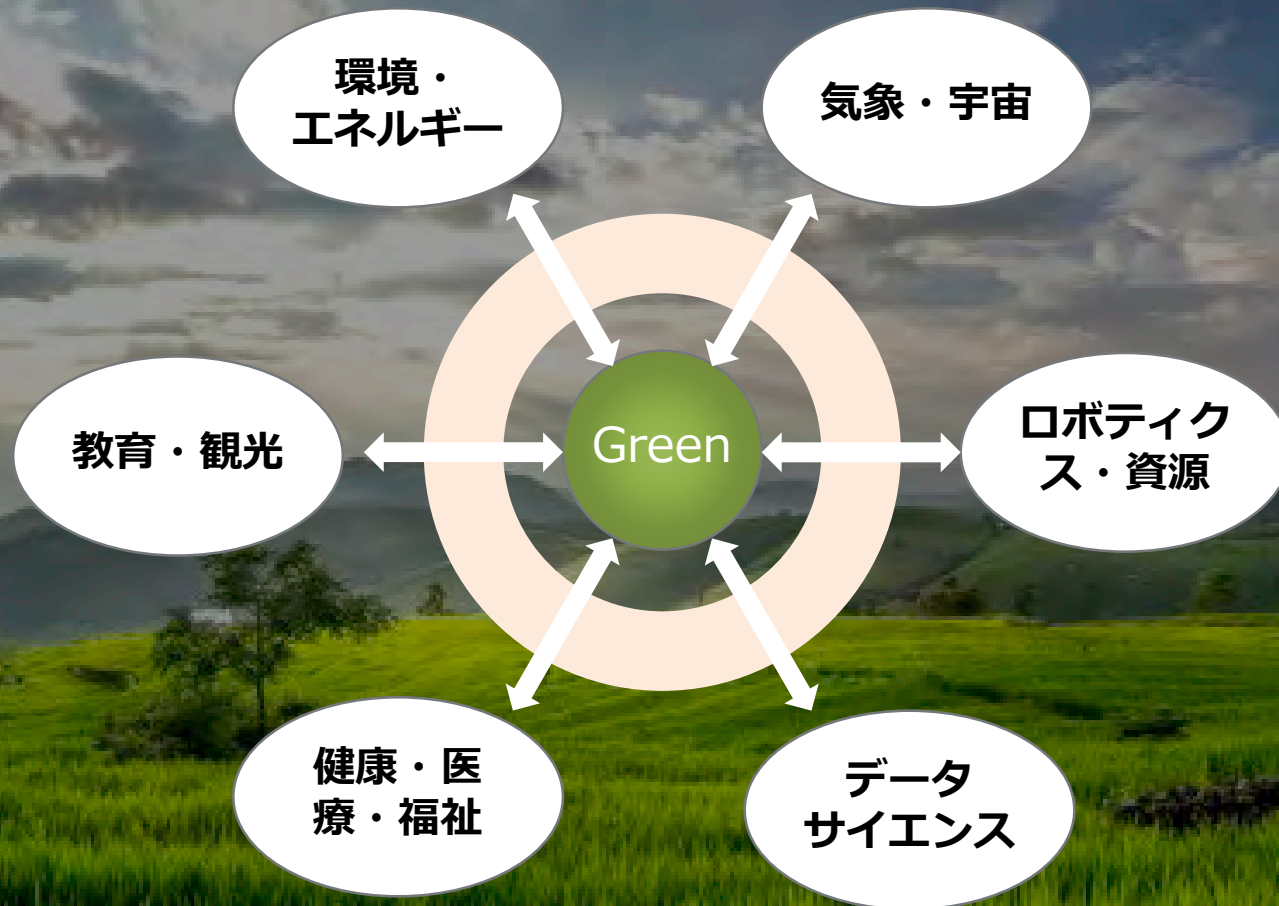 環境・
エネルギー
気象・宇宙
教育・観光
Green
ロボティク
ス・資源
健康・医
療・福祉
データ
サイエンス